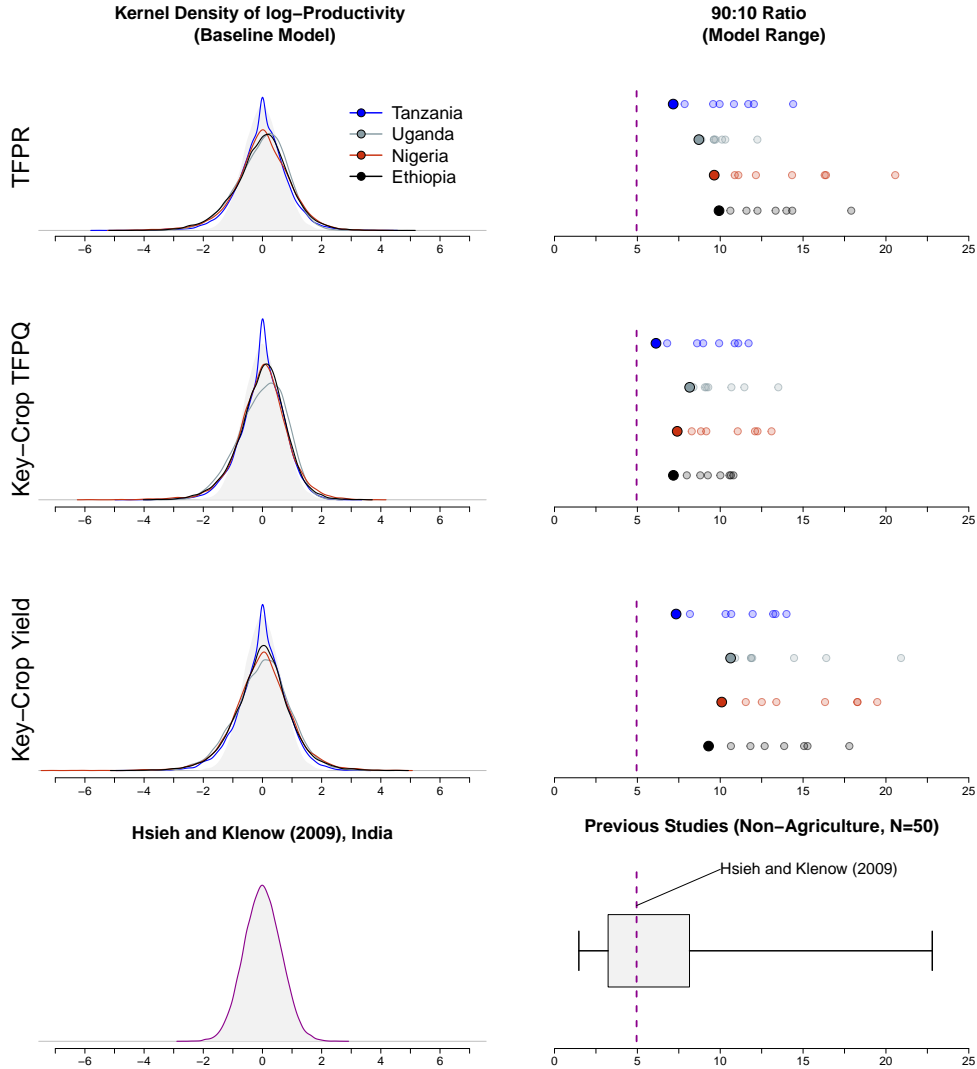 Kernel Density of log−Productivity
(Baseline Model)
90:10 Ratio
(Model Range)
TFPR
Tanzania
Uganda
Nigeria
Ethiopia
−6 −4 −2 0 2 4 6
0 5 10 15 20 25
Key−Crop TFPQ
−6 −4 −2 0 2 4 6
0 5 10 15 20 25
Key−Crop Yield
−6 −4 −2 0 2 4 6
0 5 10 15 20 25
Hsieh and Klenow (2009), India
Previous Studies (Non−Agriculture, N=50)
Hsieh and Klenow (2009)
−6 −4 −2 0 2 4 6
0 5 10 15 20 25